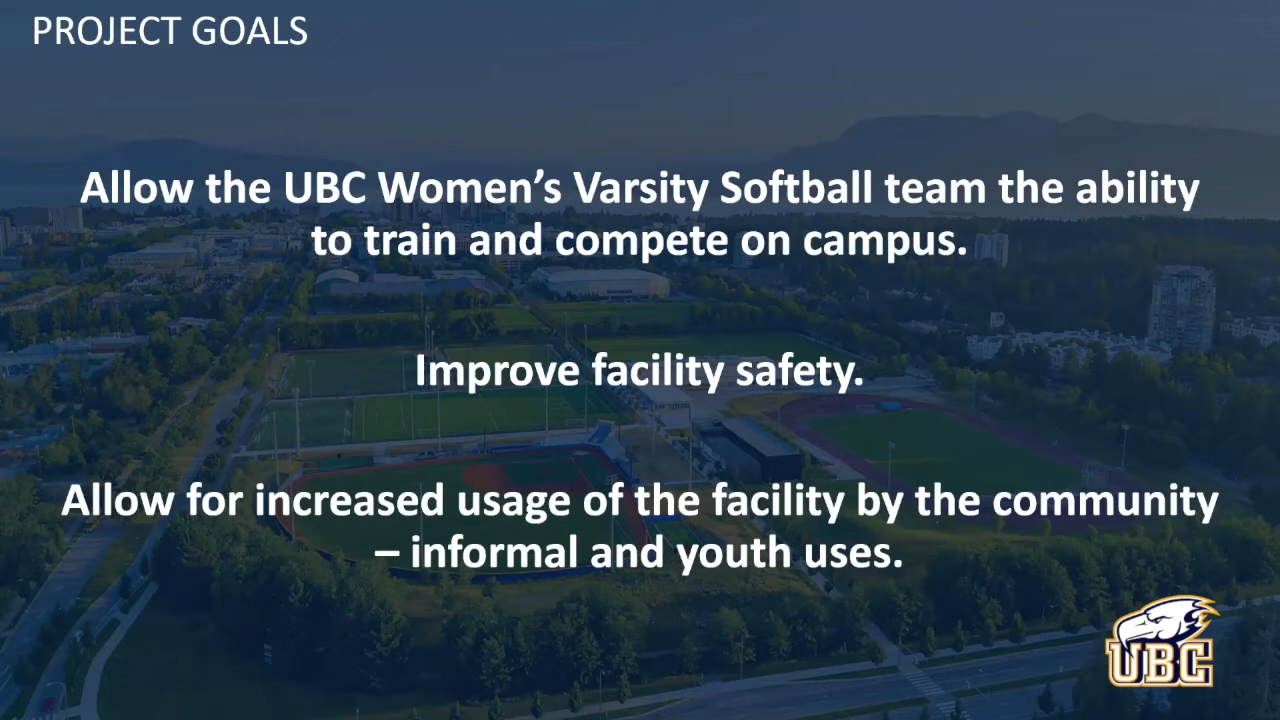 PROJECT GOALS
Allow the UBC Women’s Varsity Softball team the ability
to train and compete on campus.
Improve facility safety.
Allow for increased usage of the facility by the community
– informal and youth uses.
UBC